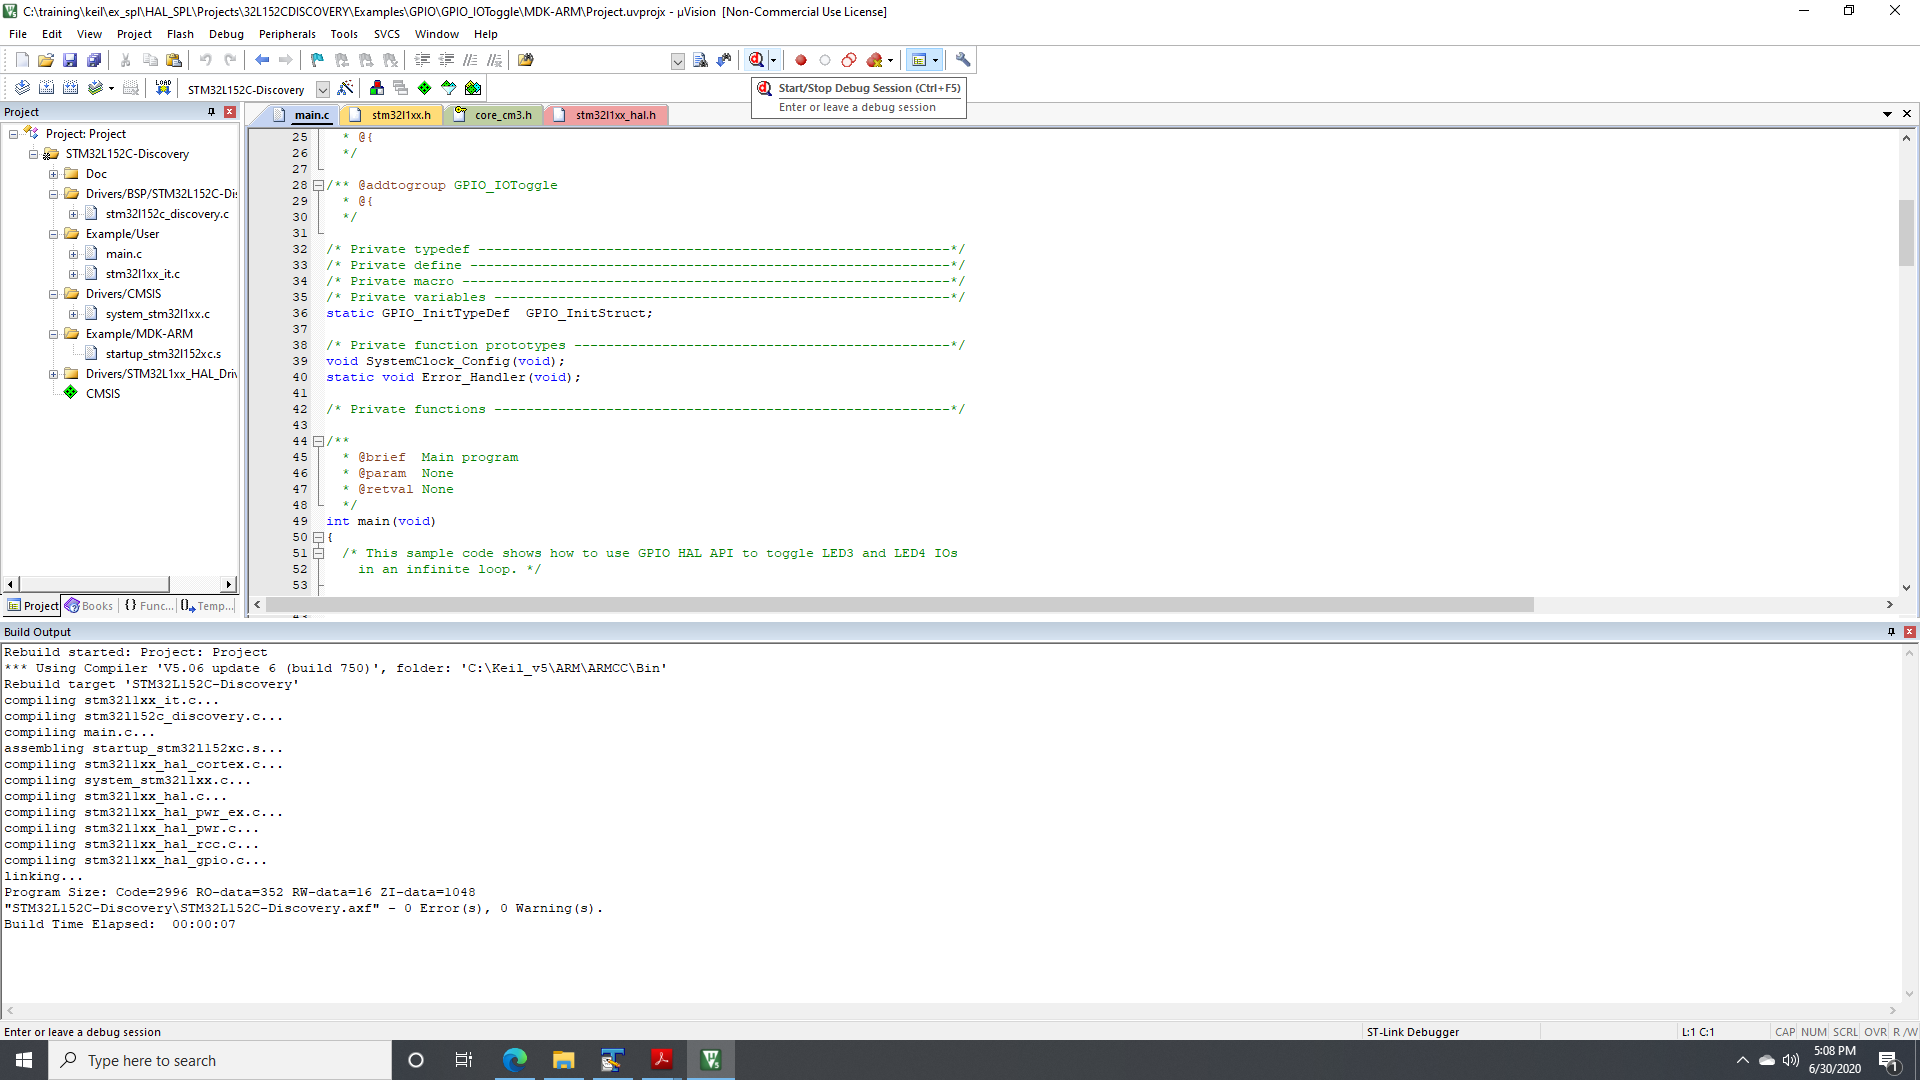 C:\training\keil\ex_spl\HAL_SPL\Projects\32L152CDISCOVERY\Examples\GPIO\GPIO_IOToggle\MDK-ARM\Project.uvprojx - µVision  [Non-Commercial Use License]
File Edit View Project Flash Debug Peripherals Tools SVCS Window Help
LOAD STM32L152C-Discovery
Start/Stop Debug Session (Ctrl+F5)
Enter or leave a debug session
Project
main.c stm32l1xx.h core_cm3.h stm32l1xx_hal.h
Project: Project
STM32L152C-Discovery
Doc
Drivers/BSP/STM32L152C-Di
stm32l152c_discovery.c
Example/User
main.c
stm32l1xx_it.c
Drivers/CMSIS
system_stm32l1xx.c
Example/MDK-ARM
startup_stm32l152xc.s
Drivers/STM32L1xx_HAL_Driv
CMSIS
Project Books Func... Temp...
25 * @{
26 */
27
28 /** @addtogroup GPIO_IOToggle
29 * @{
30 */
31
32 /* Private typedef -----------------------------------------------------------*/
33 /* Private define ------------------------------------------------------------*/
34 /* Private macro -------------------------------------------------------------*/
35 /* Private variables ---------------------------------------------------------*/
36 static GPIO_InitTypeDef  GPIO_InitStruct;
37
38 /* Private function prototypes -----------------------------------------------*/
39 void SystemClock_Config(void);
40 static void Error_Handler(void);
41
42 /* Private functions ---------------------------------------------------------*/
43
44 /**
45 * @brief  Main program
46 * @param  None
47 * @retval None
48 */
49 int main(void)
50 {
51 /* This sample code shows how to use GPIO HAL API to toggle LED3 and LED4 IOs
52 in an infinite loop. */
53
Build Output
Rebuild started: Project: Project
*** Using Compiler 'V5.06 update 6 (build 750)', folder: 'C:\Keil_v5\ARM\ARMCC\Bin'
Rebuild target 'STM32L152C-Discovery'
compiling stm32l1xx_it.c...
compiling stm32l152c_discovery.c...
compiling main.c...
assembling startup_stm32l152xc.s...
compiling stm32l1xx_hal_cortex.c...
compiling system_stm32l1xx.c...
compiling stm32l1xx_hal.c...
compiling stm32l1xx_hal_pwr_ex.c...
compiling stm32l1xx_hal_pwr.c...
compiling stm32l1xx_hal_rcc.c...
compiling stm32l1xx_hal_gpio.c...
linking...
Program Size: Code=2996 RO-data=352 RW-data=16 ZI-data=1048
"STM32L152C-Discovery\STM32L152C-Discovery.axf" - 0 Error(s), 0 Warning(s).
Build Time Elapsed:  00:00:07
Enter or leave a debug session ST-Link Debugger L:1 C:1 CAP NUM SCRL OVR R/W
Type here to search
5:08 PM
6/30/2020
1